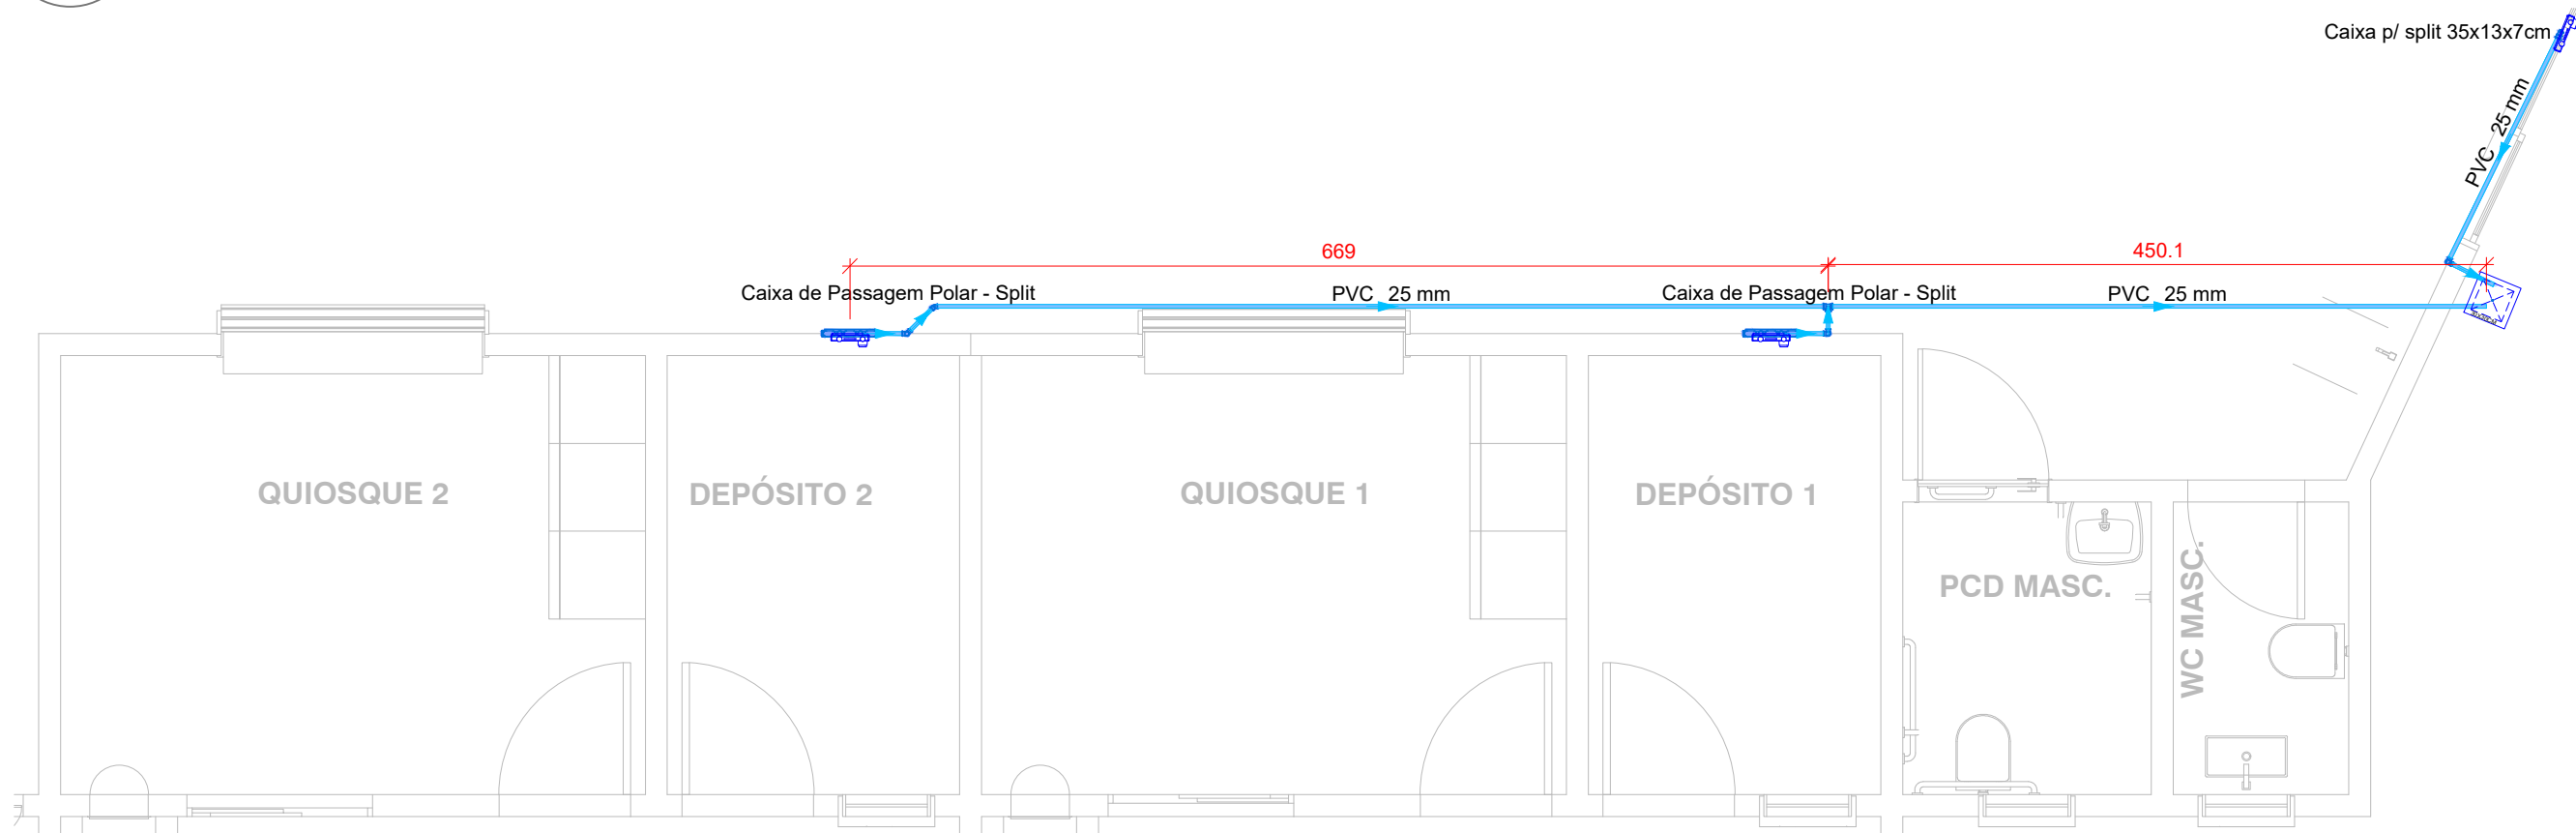 Caixa p/ split 35x13x7cm
PVC 25 mm
669
450.1
Caixa de Passagem Polar - Split
PVC 25 mm
Caixa de Passagem Polar - Split
PVC 25 mm
QUIOSQUE 2
DEPÓSITO 2
QUIOSQUE 1
DEPÓSITO 1
PCD MASC.
WC MASC.